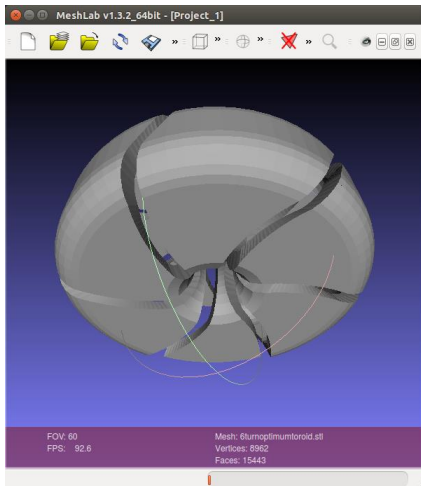 MeshLab v1.3.2_64bit - [Project_1]
»
»
»
»
FOV: 60
FPS: 92.6
Mesh: 6turnoptimumtoroid.stl
Vertices: 8962
Faces: 15443